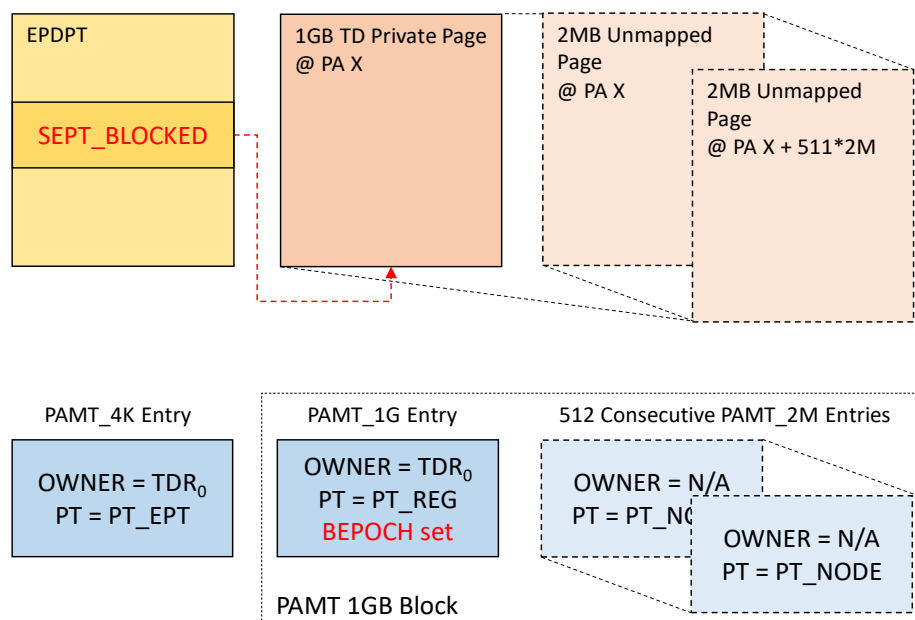 EPDPT
SEPT_BLOCKED
1GB TD Private Page
@ PA X
2MB Unmapped
Page
@ PA X
2MB Unmapped
Page
@ PA X + 511*2M
PAMT_4K Entry
OWNER = TDR₀
PT = PT_EPT
PAMT_1G Entry
OWNER = TDR₀
PT = PT_REG
BEPOCH set
512 Consecutive PAMT_2M Entries
OWNER = N/A
PT =
OWNER = N/A
PT = PT_NODE
PAMT 1GB Block